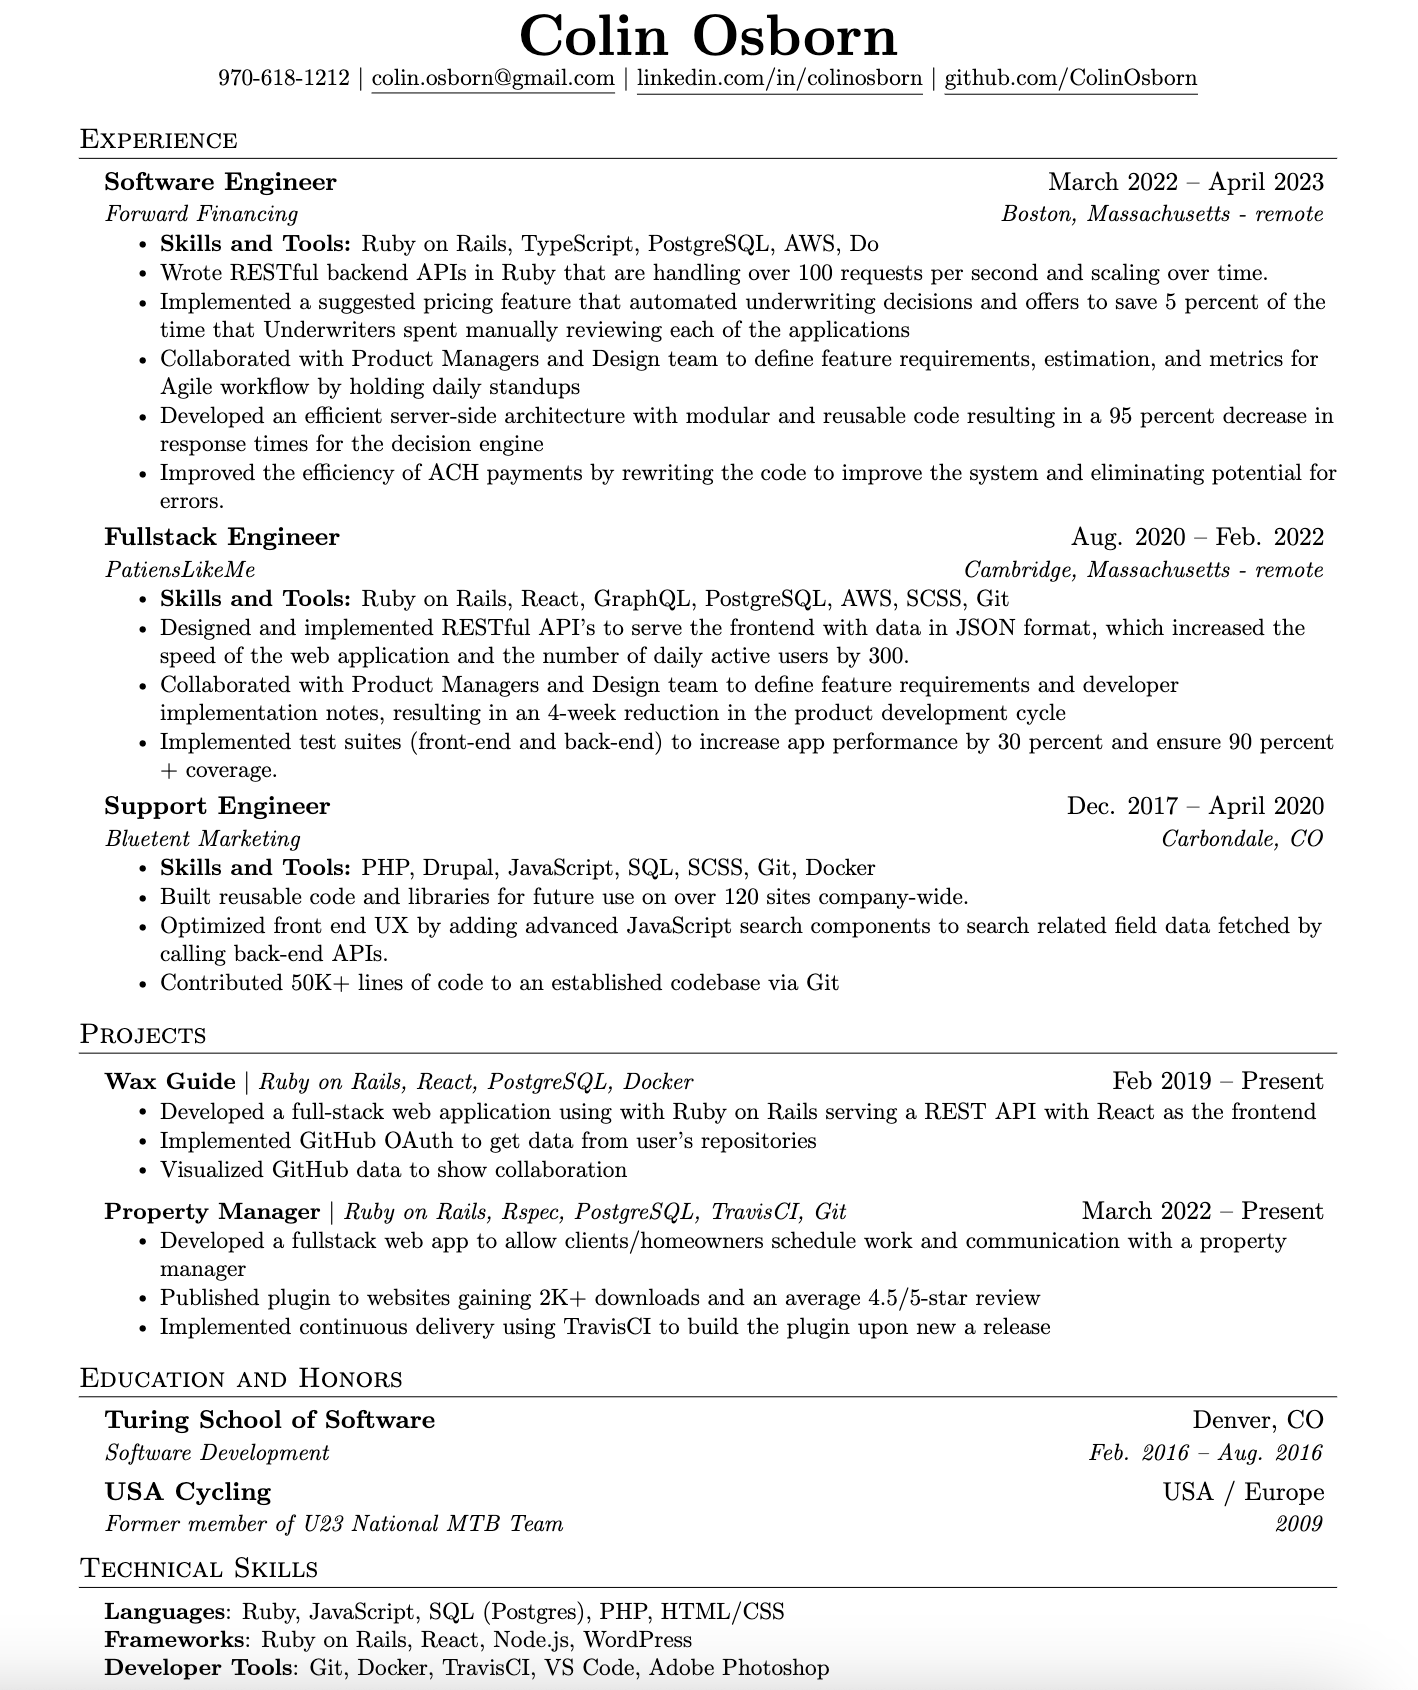 Colin Osborn
970-618-1212 | colin.osborn@gmail.com | linkedin.com/in/colinosborn | github.com/ColinOsborn
Experience
Software Engineer March 2022 – April 2023
Forward Financing Boston, Massachusetts - remote
• Skills and Tools: Ruby on Rails, TypeScript, PostgreSQL, AWS, Do
• Wrote RESTful backend APIs in Ruby that are handling over 100 requests per second and scaling over time.
• Implemented a suggested pricing feature that automated underwriting decisions and offers to save 5 percent of the
time that Underwriters spent manually reviewing each of the applications
• Collaborated with Product Managers and Design team to define feature requirements, estimation, and metrics for
Agile workflow by holding daily standups
• Developed an efficient server-side architecture with modular and reusable code resulting in a 95 percent decrease in
response times for the decision engine
• Improved the efficiency of ACH payments by rewriting the code to improve the system and eliminating potential for
errors.
Fullstack Engineer Aug. 2020 – Feb. 2022
PatiensLikeMe Cambridge, Massachusetts - remote
• Skills and Tools: Ruby on Rails, React, GraphQL, PostgreSQL, AWS, SCSS, Git
• Designed and implemented RESTful API's to serve the frontend with data in JSON format, which increased the
speed of the web application and the number of daily active users by 300.
• Collaborated with Product Managers and Design team to define feature requirements and developer
implementation notes, resulting in an 4-week reduction in the product development cycle
• Implemented test suites (front-end and back-end) to increase app performance by 30 percent and ensure 90 percent
+ coverage.
Support Engineer Dec. 2017 – April 2020
Bluetent Marketing Carbondale, CO
• Skills and Tools: PHP, Drupal, JavaScript, SQL, SCSS, Git, Docker
• Built reusable code and libraries for future use on over 120 sites company-wide.
• Optimized front end UX by adding advanced JavaScript search components to search related field data fetched by
calling back-end APIs.
• Contributed 50K+ lines of code to an established codebase via Git
Projects
Wax Guide | Ruby on Rails, React, PostgreSQL, Docker Feb 2019 – Present
• Developed a full-stack web application using with Ruby on Rails serving a REST API with React as the frontend
• Implemented GitHub OAuth to get data from user's repositories
• Visualized GitHub data to show collaboration
Property Manager | Ruby on Rails, Rspec, PostgreSQL, TravisCI, Git March 2022 – Present
• Developed a fullstack web app to allow clients/homeowners schedule work and communication with a property
manager
• Published plugin to websites gaining 2K+ downloads and an average 4.5/5-star review
• Implemented continuous delivery using TravisCI to build the plugin upon new a release
Education and Honors
Turing School of Software Denver, CO
Software Development Feb. 2016 – Aug. 2016
USA Cycling USA / Europe
Former member of U23 National MTB Team 2009
Technical Skills
Languages: Ruby, JavaScript, SQL (Postgres), PHP, HTML/CSS
Frameworks: Ruby on Rails, React, Node.js, WordPress
Developer Tools: Git, Docker, TravisCI, VS Code, Adobe Photoshop